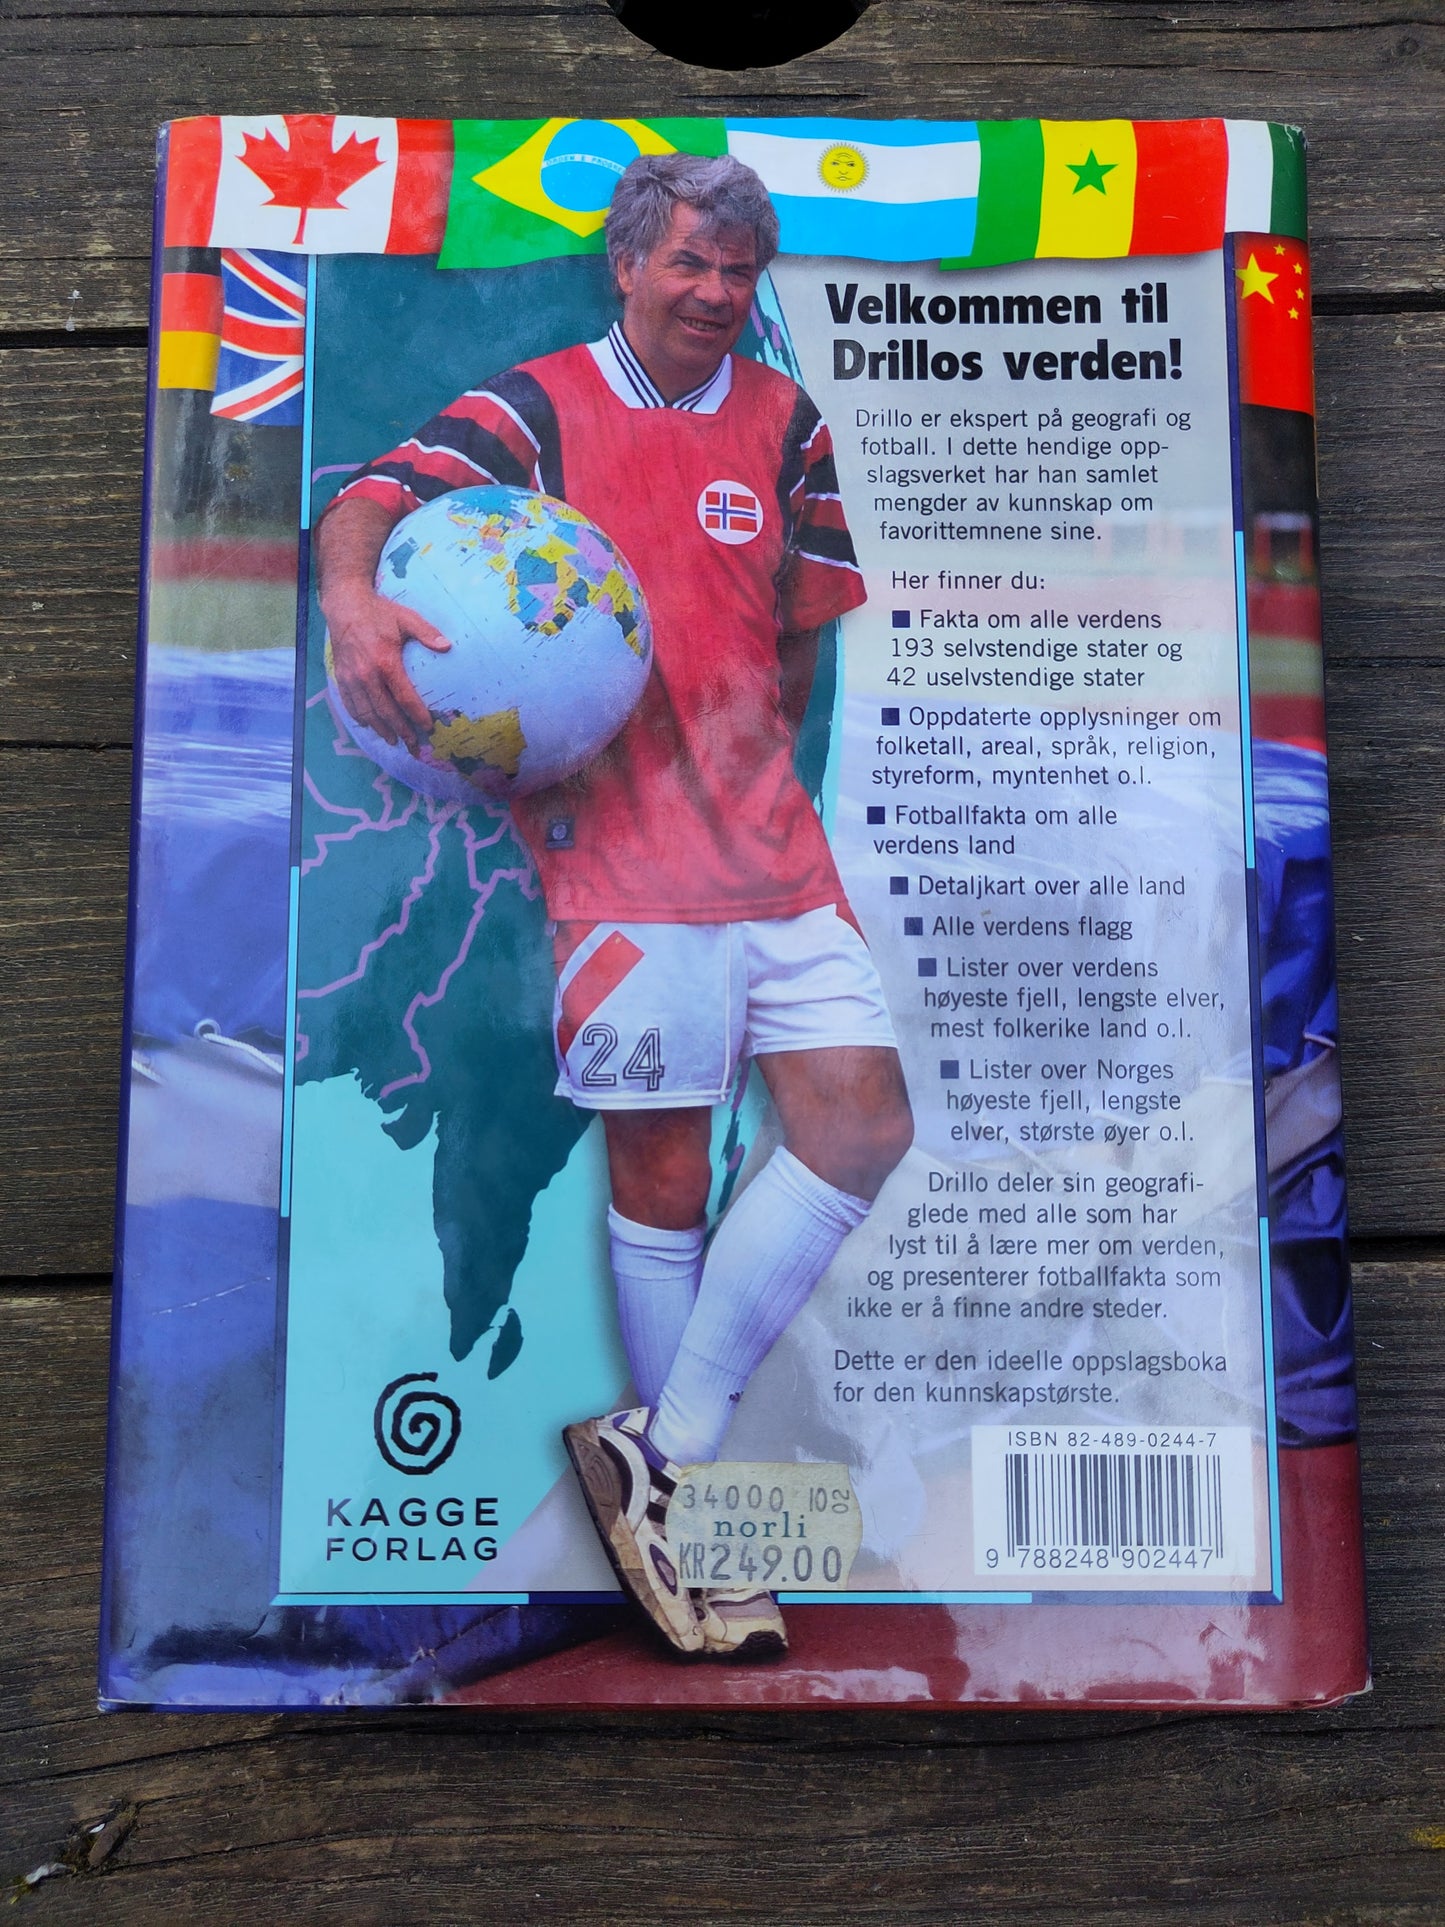 ORDEM E PROGRESSO
Velkommen til
Drillos verden!
Drillo er ekspert på geografi og
fotball. I dette hendige opp-
slagsverket har han samlet
mengder av kunnskap om
favorittemnene sine.
Her finner du:
■ Fakta om alle verdens
193 selvstendige stater og
42 uselvstendige stater
■ Oppdaterte opplysninger om
folketall, areal, språk, religion,
styreform, myntenhet o.l.
■ Fotballfakta om alle
verdens land
■ Detaljkart over alle land
■ Alle verdens flagg
■ Lister over verdens
høyeste fjell, lengste elver,
mest folkerike land o.l.
■ Lister over Norges
høyeste fjell, lengste
elver, største øyer o.l.
Drillo deler sin geografi-
glede med alle som har
lyst til å lære mer om verden,
og presenterer fotballfakta som
ikke er å finne andre steder.
Dette er den ideelle oppslagsboka
for den kunnskapstørste.
24
KAGGE
FORLAG
34000 10 02
norli
KR249.00
ISBN 82-489-0244-7
9 788248 902447